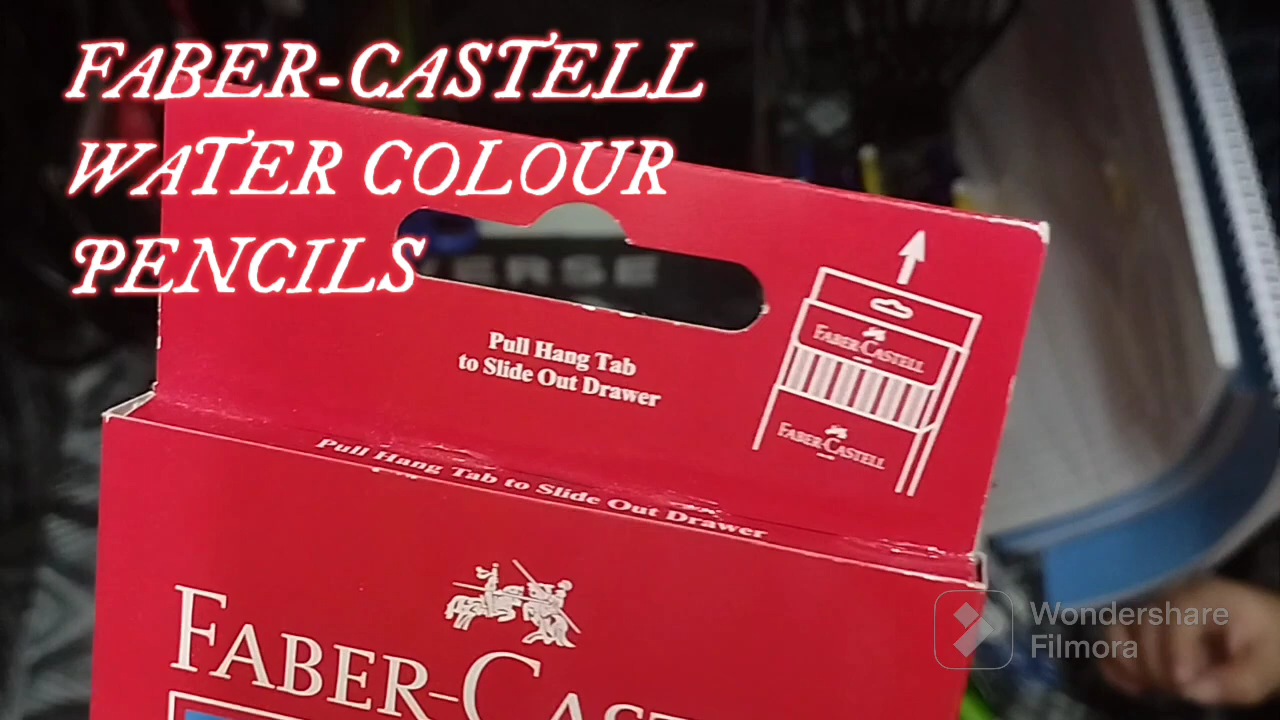 FABER-CASTELL
WATER COLOUR
PENCILS
ERSE
Pull Hang Tab
to Slide Out Drawer
FABER-CASTELL
FABER-CASTELL
Pull Hang Tab to Slide Out Drawer
FABER-CAST
Wondershare
Filmora